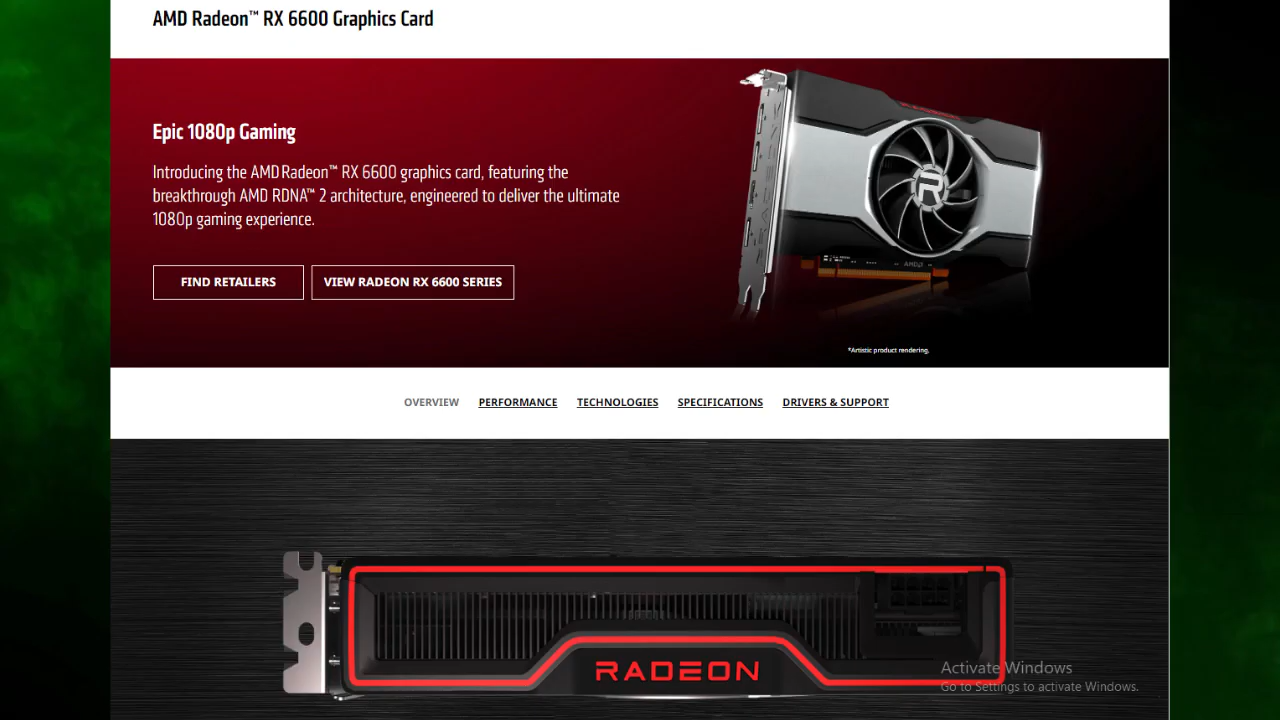 AMD Radeon™ RX 6600 Graphics Card
Epic 1080p Gaming
Introducing the AMD Radeon™ RX 6600 graphics card, featuring the
breakthrough AMD RDNA™ 2 architecture, engineered to deliver the ultimate
1080p gaming experience.
FIND RETAILERS
VIEW RADEON RX 6600 SERIES
R
AMD
*Artistic product rendering.
OVERVIEW
PERFORMANCE
TECHNOLOGIES
SPECIFICATIONS
DRIVERS & SUPPORT
RADEON
Activate Windows
Go to Settings to activate Windows.